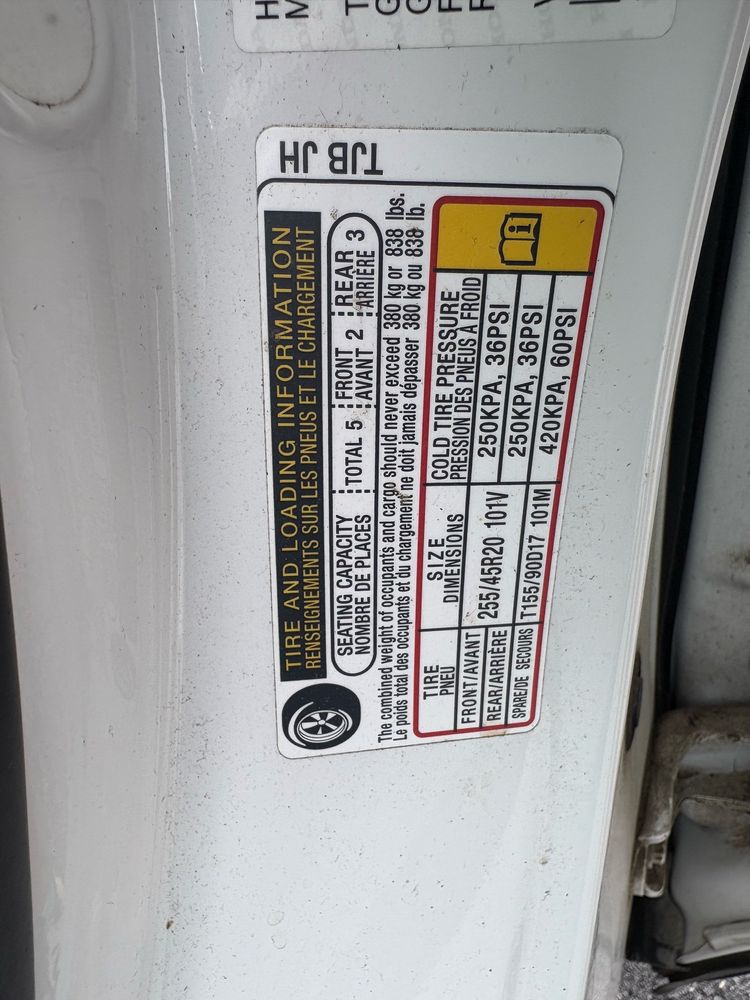 TJB JH
TIRE AND LOADING INFORMATION
RENSEIGNEMENTS SUR LES PNEUS ET LE CHARGEMENT
SEATING CAPACITY TOTAL 5 FRONT 2 REAR 3
NOMBRE DE PLACES AVANT ARRIÈRE
The combined weight of occupants and cargo should never exceed 380 kg or 838 lbs.
Le poids total des occupants et du chargement ne doit jamais dépasser 380 kg ou 838 lb.
TIRE SIZE COLD TIRE PRESSURE
PNEU DIMENSIONS PRESSION DES PNEUS À FROID
FRONT/AVANT 255/45R20 101V 250KPA, 36PSI
REAR/ARRIÈRE 250KPA, 36PSI
SPARE/DE SECOURS T155/90D17 101M 420KPA, 60PSI